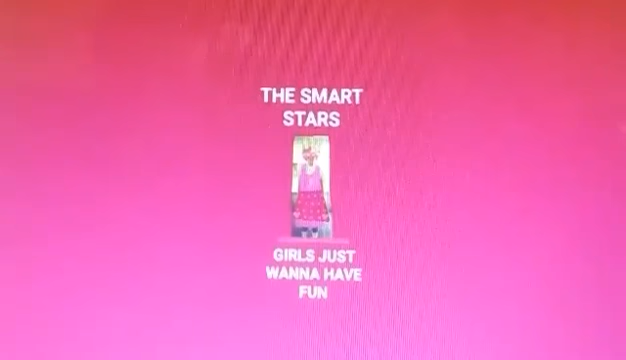 THE SMART
STARS
GIRLS JUST
WANNA HAVE
FUN